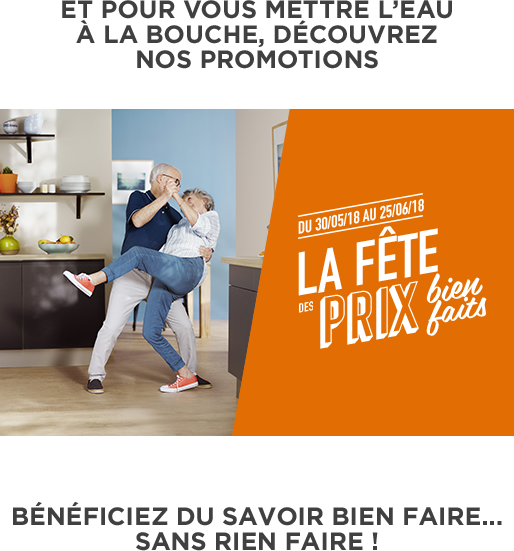 ET POUR VOUS METTRE L’EAU
À LA BOUCHE, DÉCOUVREZ
NOS PROMOTIONS
DU 30/05/18 AU 25/06/18
LA FÊTE
DES PRIX bien
faits
BÉNÉFICIEZ DU SAVOIR BIEN FAIRE...
SANS RIEN FAIRE !